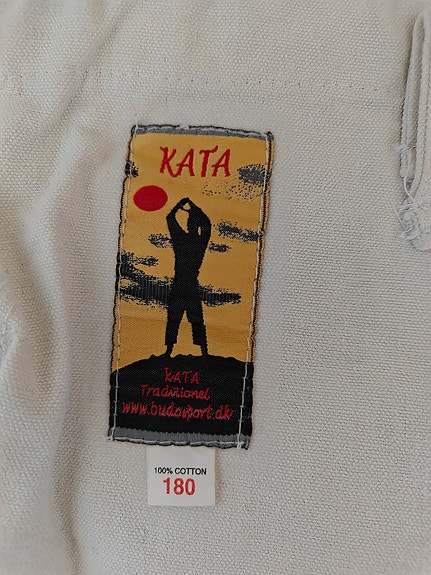 KATA
KATA
Traditionel
www.budosport.dk
100% COTTON
180